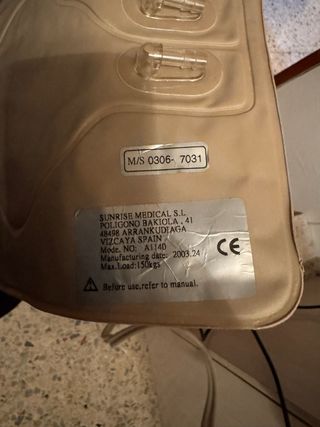 M/S 0306- 7031
SUNRISE MEDICAL S.L
POLIGONO BAKIOLA . 41
48498 ARRANKUDIAGA
VIZCAYA SPAIN
Mode. NO: A1140
Manufacturing date: 2003.24
Max.Load:150kgs
CE
Before use,refer to manual.